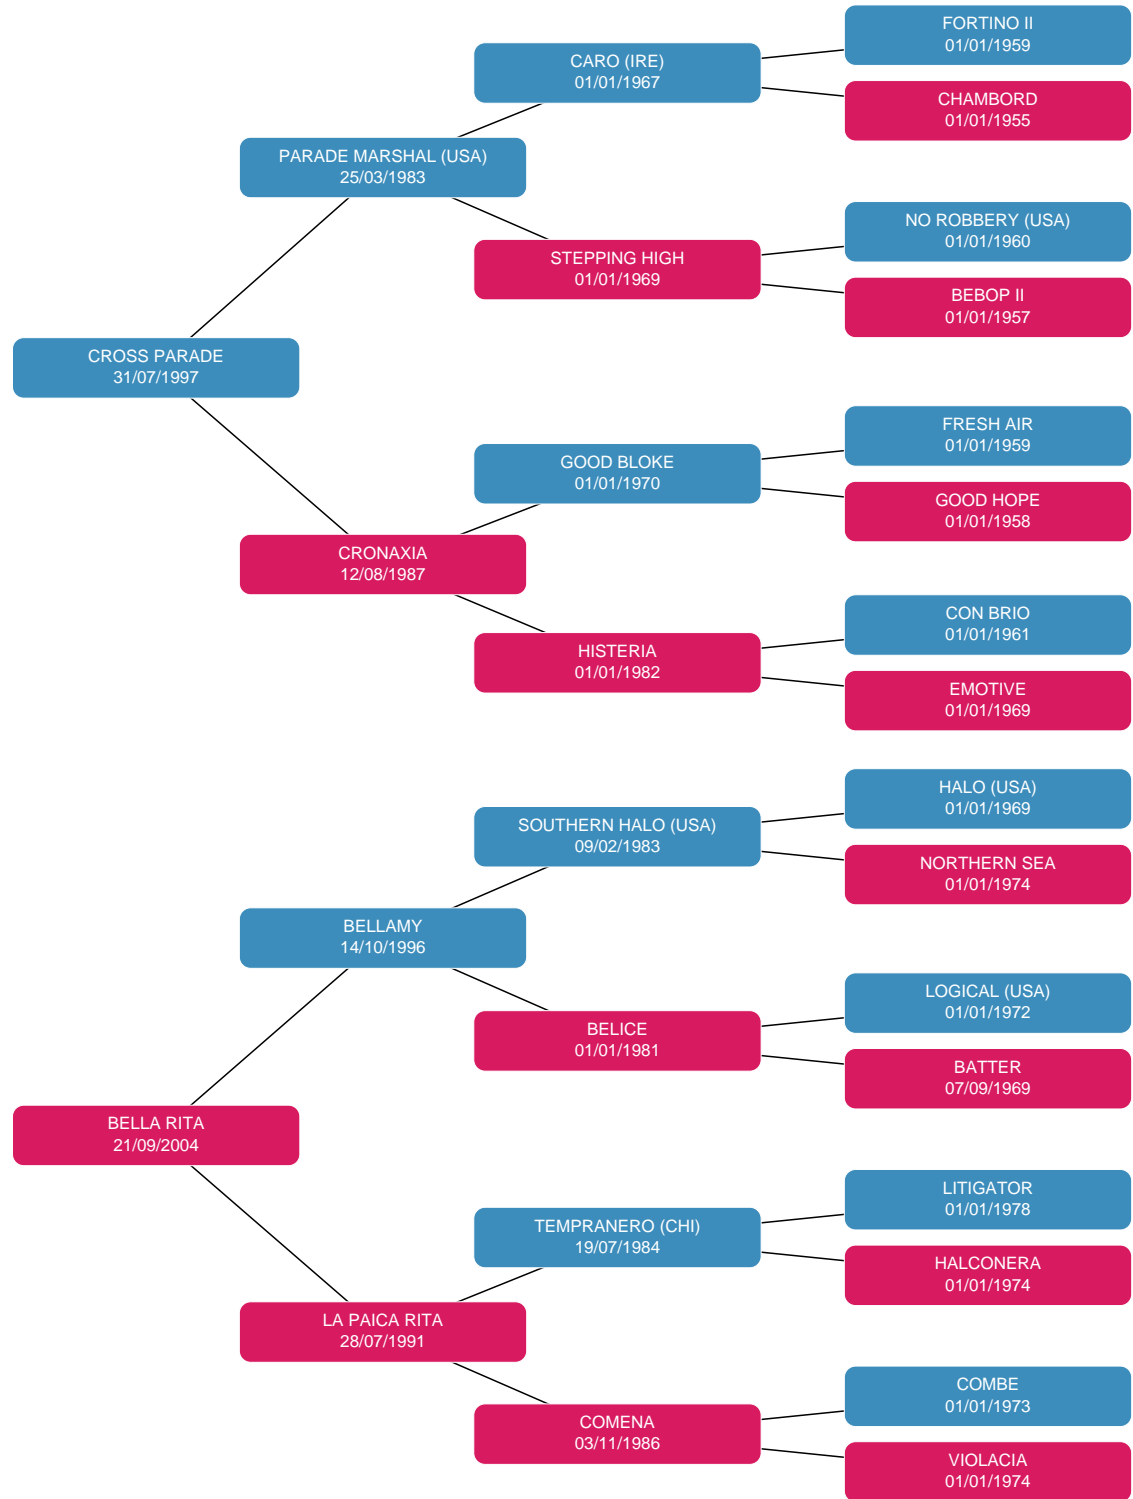 FORTINO II
01/01/1959
CARO (IRE)
01/01/1967
CHAMBORD
01/01/1955
PARADE MARSHAL (USA)
25/03/1983
NO ROBBERY (USA)
01/01/1960
STEPPING HIGH
01/01/1969
BEBOP II
01/01/1957
CROSS PARADE
31/07/1997
FRESH AIR
01/01/1959
GOOD BLOKE
01/01/1970
GOOD HOPE
01/01/1958
CRONAXIA
12/08/1987
CON BRIO
01/01/1961
HISTERIA
01/01/1982
EMOTIVE
01/01/1969
HALO (USA)
01/01/1969
SOUTHERN HALO (USA)
09/02/1983
NORTHERN SEA
01/01/1974
BELLAMY
14/10/1996
LOGICAL (USA)
01/01/1972
BELICE
01/01/1981
BATTER
07/09/1969
BELLA RITA
21/09/2004
LITIGATOR
01/01/1978
TEMPRANERO (CHI)
19/07/1984
HALCONERA
01/01/1974
LA PAICA RITA
28/07/1991
COMBE
01/01/1973
COMENA
03/11/1986
VIOLACIA
01/01/1974